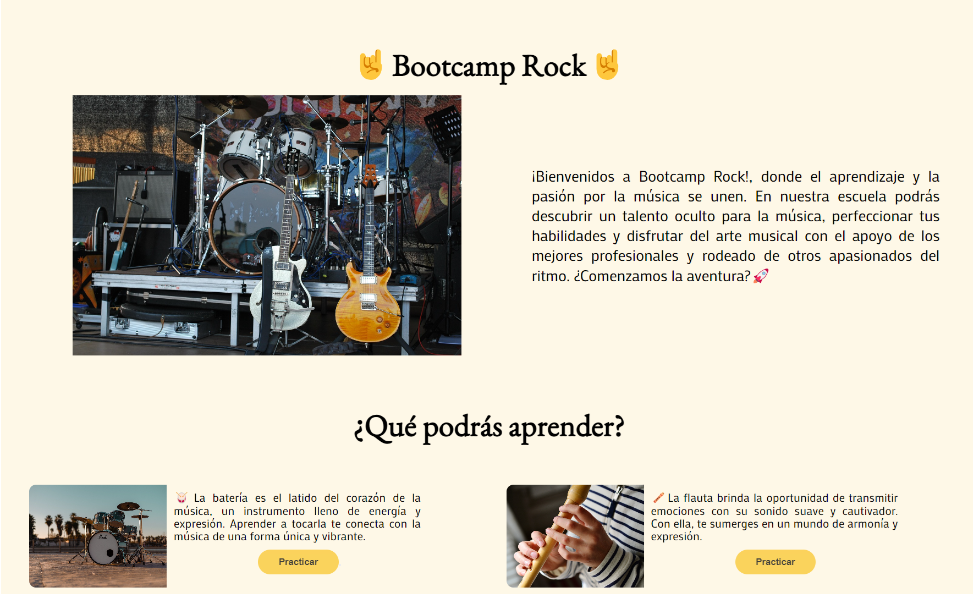 🤘 Bootcamp Rock 🤘
¡Bienvenidos a Bootcamp Rock!, donde el aprendizaje y la
pasión por la música se unen. En nuestra escuela podrás
descubrir un talento oculto para la música, perfeccionar tus
habilidades y disfrutar del arte musical con el apoyo de los
mejores profesionales y rodeado de otros apasionados del
ritmo. ¿Comenzamos la aventura?🚀
¿Qué podrás aprender?
🥁 La batería es el latido del corazón de la
música, un instrumento lleno de energía y
expresión. Aprender a tocarla te conecta con la
música de una forma única y vibrante.
Practicar
🪈 La flauta brinda la oportunidad de transmitir
emociones con su sonido suave y cautivador.
Con ella, te sumerges en un mundo de armonía y
expresión.
Practicar